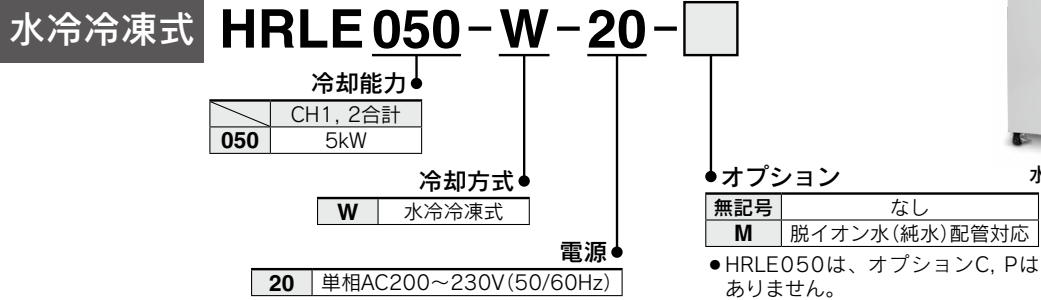 水冷冷凍式 HRLE 050-W-20-
冷却能力
CH1, 2合計
050 5kW
冷却方式
W 水冷冷凍式
電源
20 単相AC200～230V(50/60Hz)
オプション
無記号 なし
M 脱イオン水(純水)配管対応
●HRLE050は、オプションC, Pは
ありません。